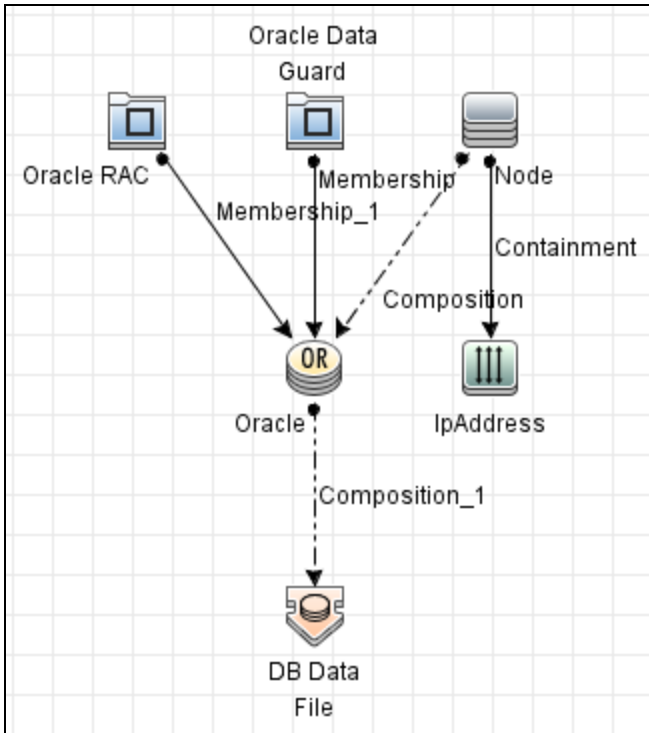 Oracle Data
Guard
Oracle RAC
Membership
Node
Membership_1
Containment
Composition
OR
Oracle
IpAddress
Composition_1
DB Data
File